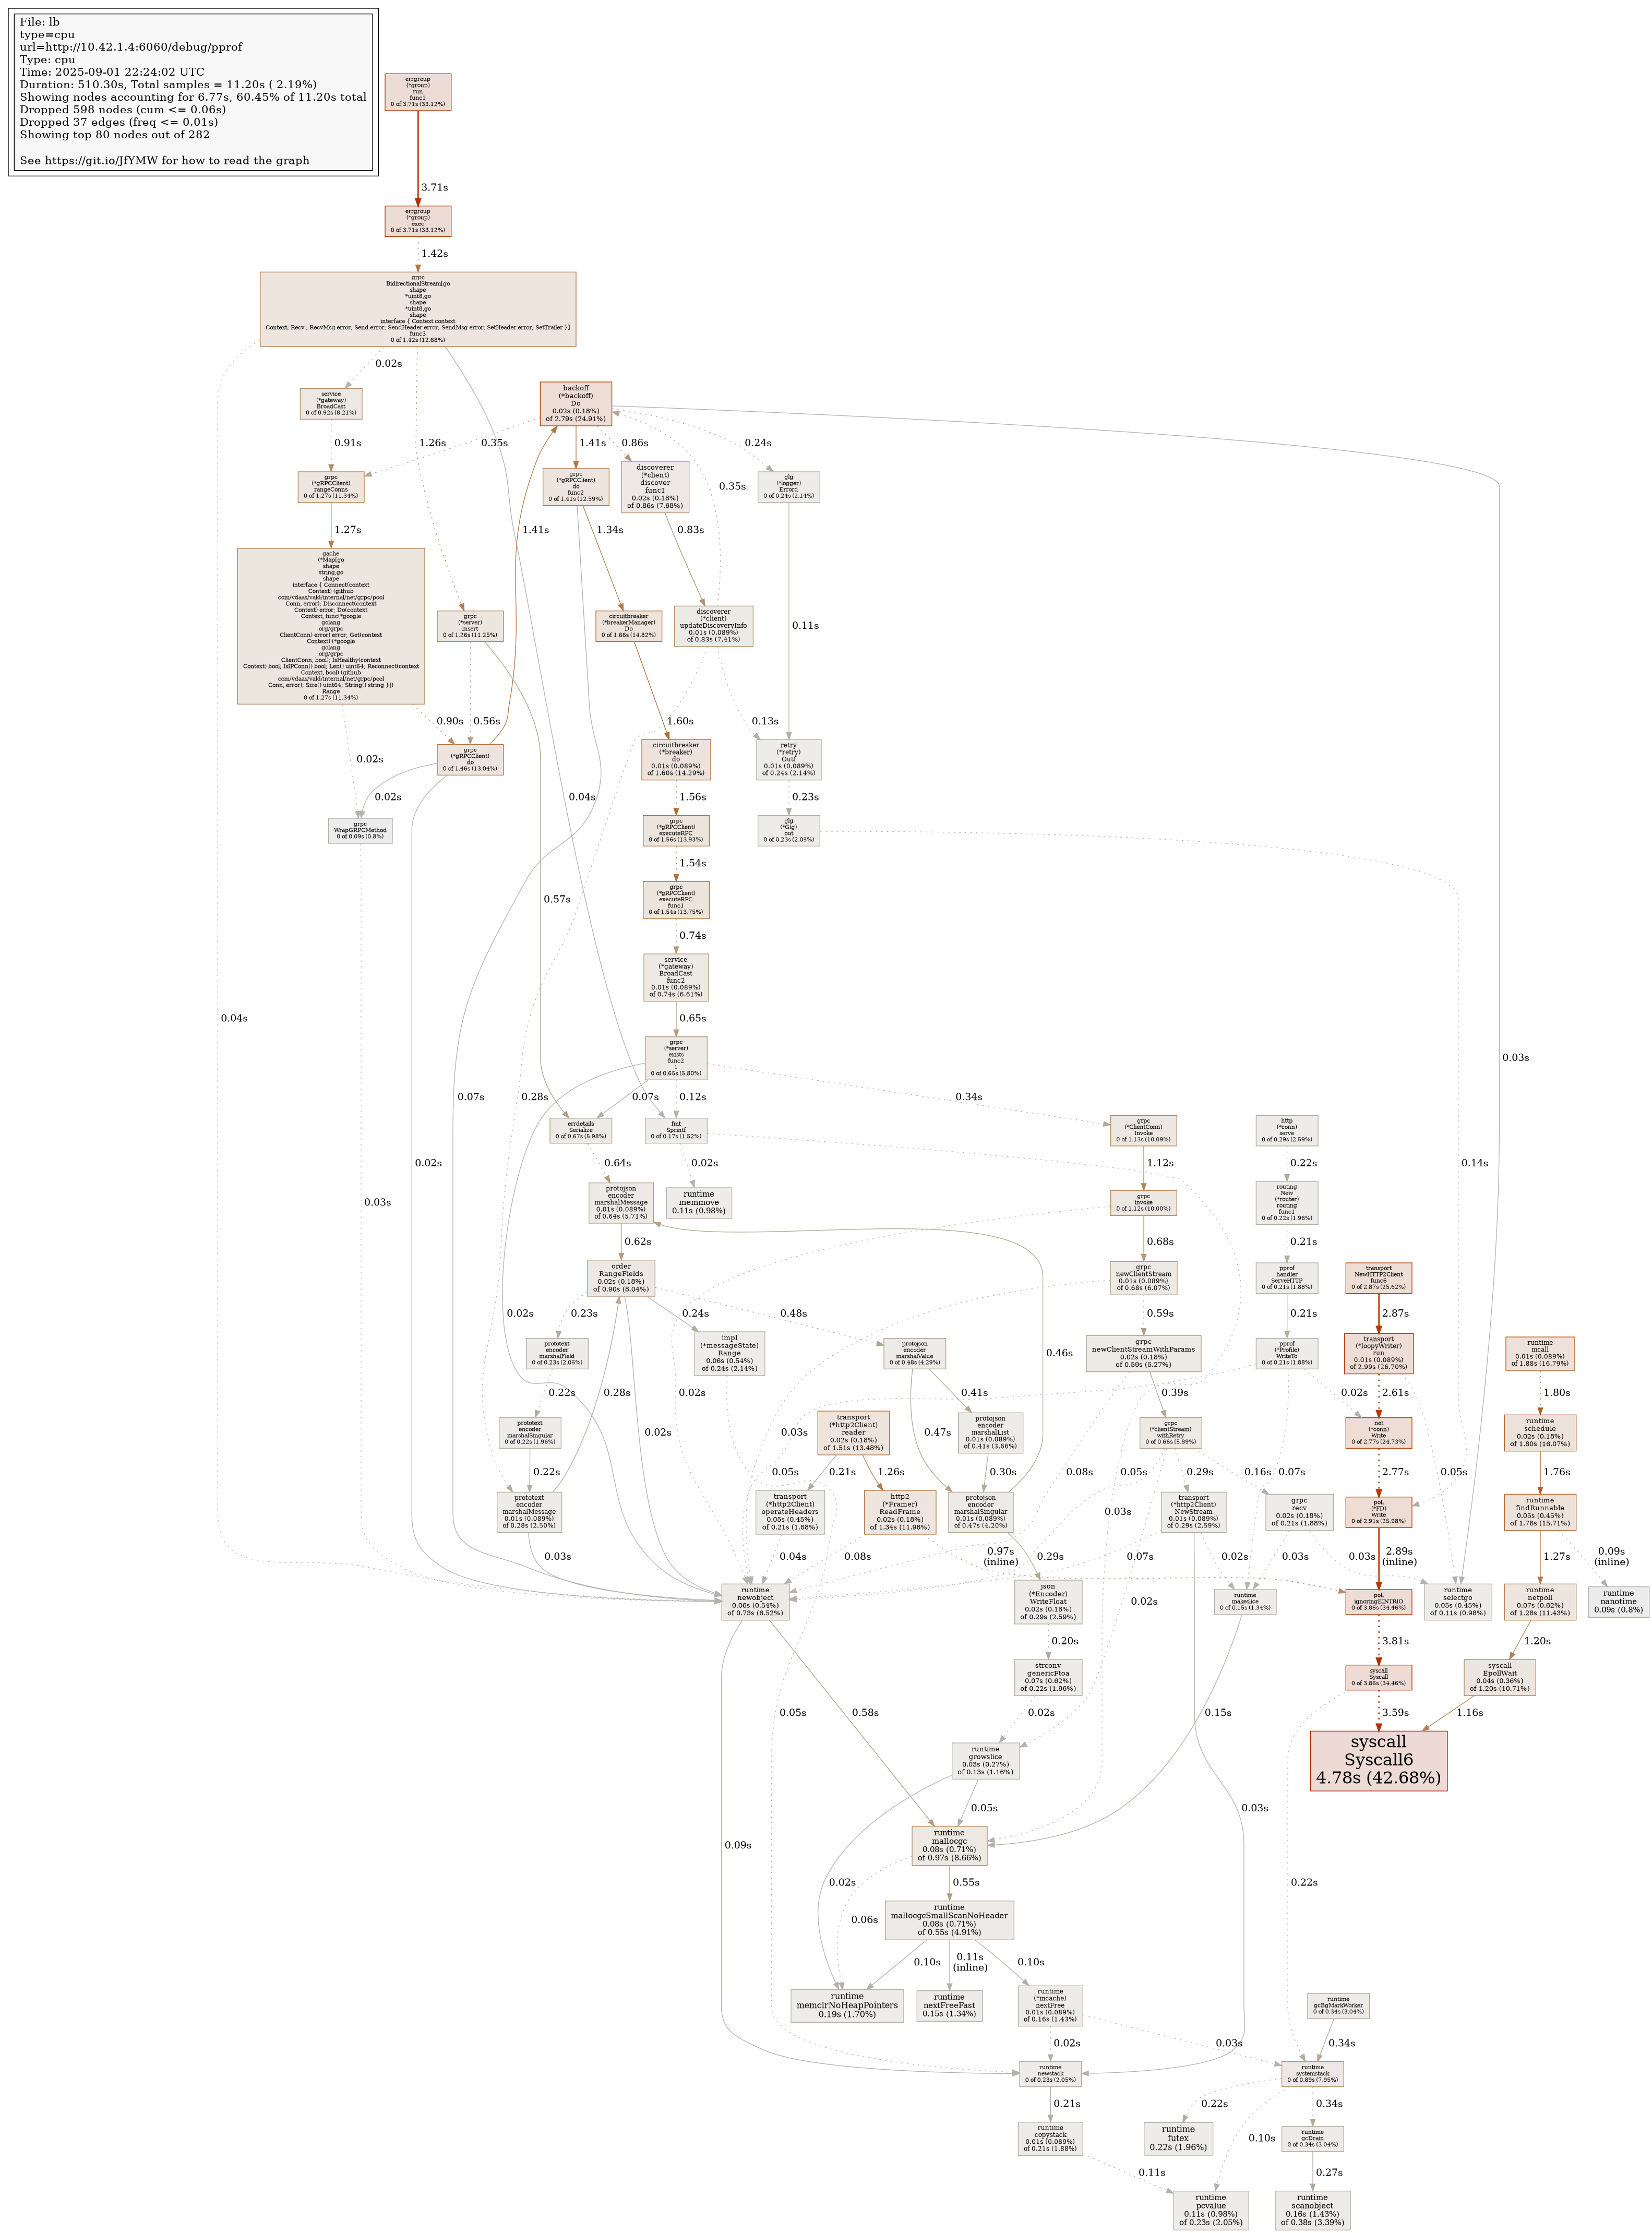 File: lb
type=cpu
url=http://10.42.1.4:6060/debug/pprof
Type: cpu
Time: 2025-09-01 22:24:02 UTC
Duration: 510.30s, Total samples = 11.20s ( 2.19%)
Showing nodes accounting for 6.77s, 60.45% of 11.20s total
Dropped 598 nodes (cum <= 0.06s)
Dropped 37 edges (freq <= 0.01s)
Showing top 80 nodes out of 282
See https://git.io/JfYMW for how to read the graph
errgroup
(*group)
run
func1
0 of 3.71s (33.12%)
3.71s
errgroup
(*group)
exec
0 of 3.71s (33.12%)
1.42s
grpc
BidirectionalStream[go
shape
*uint8,go
shape
*uint8,go
shape
interface { Context context
Context; Recv ; RecvMsg error; Send error; SendHeader error; SendMsg error; SetHeader error; SetTrailer }]
func3
0 of 1.42s (12.68%)
0.02s
service
(*gateway)
BroadCast
0 of 0.92s (8.21%)
backoff
(*backoff)
Do
0.02s (0.18%)
of 2.79s (24.91%)
0.91s
1.26s
0.35s
1.41s
0.86s
0.24s
grpc
(*gRPCClient)
rangeConns
0 of 1.27s (11.34%)
grpc
(*gRPCClient)
do
func2
0 of 1.41s (12.59%)
discoverer
(*client)
discover
func1
0.02s (0.18%)
of 0.86s (7.68%)
0.35s
glg
(*logger)
Errord
0 of 0.24s (2.14%)
1.27s
1.41s
1.34s
0.83s
gache
(*Map[go
shape
string,go
shape
interface { Connect(context
Context) (github
com/vdaas/vald/internal/net/grpc/pool
Conn, error); Disconnect(context
Context) error; Do(context
Context, func(*google
golang
org/grpc
ClientConn) error) error; Get(context
Context) (*google
golang
org/grpc
ClientConn, bool); IsHealthy(context
Context) bool; IsIPConn() bool; Len() uint64; Reconnect(context
Context, bool) (github
com/vdaas/vald/internal/net/grpc/pool
Conn, error); Size() uint64; String() string }])
Range
0 of 1.27s (11.34%)
grpc
(*server)
insert
0 of 1.26s (11.25%)
circuitbreaker
(*breakerManager)
Do
0 of 1.66s (14.82%)
discoverer
(*client)
updateDiscoveryInfo
0.01s (0.089%)
of 0.83s (7.41%)
0.11s
0.90s
0.56s
1.60s
0.13s
0.02s
grpc
(*gRPCClient)
do
0 of 1.46s (13.04%)
circuitbreaker
(*breaker)
do
0.01s (0.089%)
of 1.60s (14.29%)
retry
(*retry)
Outf
0.01s (0.089%)
of 0.24s (2.14%)
0.02s
0.04s
1.56s
0.23s
grpc
WrapGRPCMethod
0 of 0.09s (0.8%)
grpc
(*gRPCClient)
executeRPC
0 of 1.56s (13.93%)
glg
(*Glg)
out
0 of 0.23s (2.05%)
1.54s
0.57s
grpc
(*gRPCClient)
executeRPC
func1
0 of 1.54s (13.75%)
0.74s
service
(*gateway)
BroadCast
func2
0.01s (0.089%)
of 0.74s (6.61%)
0.04s
0.65s
grpc
(*server)
exists
func2
1
0 of 0.65s (5.80%)
0.03s
0.07s
0.28s
0.07s
0.12s
0.34s
errdetails
Serialize
0 of 0.67s (5.98%)
fmt
Sprintf
0 of 0.17s (1.52%)
grpc
(*ClientConn)
Invoke
0 of 1.13s (10.09%)
http
(*conn)
serve
0 of 0.29s (2.59%)
0.02s
0.64s
0.02s
1.12s
0.22s
0.14s
0.03s
protojson
encoder
marshalMessage
0.01s (0.089%)
of 0.64s (5.71%)
runtime
memmove
0.11s (0.98%)
grpc
invoke
0 of 1.12s (10.00%)
routing
New
(*router)
routing
func1
0 of 0.22s (1.96%)
0.62s
0.68s
0.21s
order
RangeFields
0.02s (0.18%)
of 0.90s (8.04%)
grpc
newClientStream
0.01s (0.089%)
of 0.68s (6.07%)
pprof
handler
ServeHTTP
0 of 0.21s (1.88%)
transport
NewHTTP2Client
func6
0 of 2.87s (25.62%)
0.02s
0.23s
0.24s
0.48s
0.59s
0.21s
2.87s
prototext
encoder
marshalField
0 of 0.23s (2.05%)
impl
(*messageState)
Range
0.06s (0.54%)
of 0.24s (2.14%)
protojson
encoder
marshalValue
0 of 0.48s (4.29%)
0.46s
grpc
newClientStreamWithParams
0.02s (0.18%)
of 0.59s (5.27%)
pprof
(*Profile)
WriteTo
0 of 0.21s (1.88%)
transport
(*loopyWriter)
run
0.01s (0.089%)
of 2.99s (26.70%)
runtime
mcall
0.01s (0.089%)
of 1.88s (16.79%)
0.22s
0.28s
0.02s
0.41s
0.39s
0.02s
2.61s
1.80s
prototext
encoder
marshalSingular
0 of 0.22s (1.96%)
0.02s
0.03s
transport
(*http2Client)
reader
0.02s (0.18%)
of 1.51s (13.48%)
0.47s
protojson
encoder
marshalList
0.01s (0.089%)
of 0.41s (3.66%)
grpc
(*clientStream)
withRetry
0 of 0.66s (5.89%)
net
(*conn)
Write
0 of 2.77s (24.73%)
runtime
schedule
0.02s (0.18%)
of 1.80s (16.07%)
0.22s
0.05s
0.21s
1.26s
0.30s
0.08s
0.05s
0.29s
0.16s
0.07s
2.77s
0.05s
1.76s
prototext
encoder
marshalMessage
0.01s (0.089%)
of 0.28s (2.50%)
transport
(*http2Client)
operateHeaders
0.05s (0.45%)
of 0.21s (1.88%)
http2
(*Framer)
ReadFrame
0.02s (0.18%)
of 1.34s (11.96%)
protojson
encoder
marshalSingular
0.01s (0.089%)
of 0.47s (4.20%)
0.03s
transport
(*http2Client)
NewStream
0.01s (0.089%)
of 0.29s (2.59%)
grpc
recv
0.02s (0.18%)
of 0.21s (1.88%)
poll
(*FD)
Write
0 of 2.91s (25.98%)
runtime
findRunnable
0.05s (0.45%)
of 1.76s (15.71%)
0.03s
0.04s
0.08s
0.97s
(inline)
0.29s
0.07s
0.02s
0.03s
0.03s
2.89s
(inline)
1.27s
0.09s
(inline)
runtime
newobject
0.06s (0.54%)
of 0.73s (6.52%)
json
(*Encoder)
WriteFloat
0.02s (0.18%)
of 0.29s (2.59%)
0.02s
runtime
makeslice
0 of 0.15s (1.34%)
poll
ignoringEINTRIO
0 of 3.86s (34.46%)
runtime
selectgo
0.05s (0.45%)
of 0.11s (0.98%)
runtime
netpoll
0.07s (0.62%)
of 1.28s (11.43%)
runtime
nanotime
0.09s (0.8%)
0.20s
3.81s
1.20s
strconv
genericFtoa
0.07s (0.62%)
of 0.22s (1.96%)
syscall
Syscall
0 of 3.86s (34.46%)
syscall
EpollWait
0.04s (0.36%)
of 1.20s (10.71%)
0.05s
0.58s
0.02s
0.15s
3.59s
1.16s
runtime
growslice
0.03s (0.27%)
of 0.13s (1.16%)
syscall
Syscall6
4.78s (42.68%)
0.09s
0.05s
0.03s
runtime
mallocgc
0.08s (0.71%)
of 0.97s (8.66%)
0.02s
0.55s
0.22s
0.06s
runtime
mallocgcSmallScanNoHeader
0.08s (0.71%)
of 0.55s (4.91%)
0.10s
0.11s
(inline)
0.10s
runtime
memclrNoHeapPointers
0.19s (1.70%)
runtime
nextFreeFast
0.15s (1.34%)
runtime
(*mcache)
nextFree
0.01s (0.089%)
of 0.16s (1.43%)
runtime
gcBgMarkWorker
0 of 0.34s (3.04%)
0.02s
0.03s
0.34s
runtime
newstack
0 of 0.23s (2.05%)
runtime
systemstack
0 of 0.89s (7.95%)
0.21s
0.22s
0.34s
runtime
copystack
0.01s (0.089%)
of 0.21s (1.88%)
runtime
futex
0.22s (1.96%)
0.10s
runtime
gcDrain
0 of 0.34s (3.04%)
0.11s
0.27s
runtime
pcvalue
0.11s (0.98%)
of 0.23s (2.05%)
runtime
scanobject
0.16s (1.43%)
of 0.38s (3.39%)